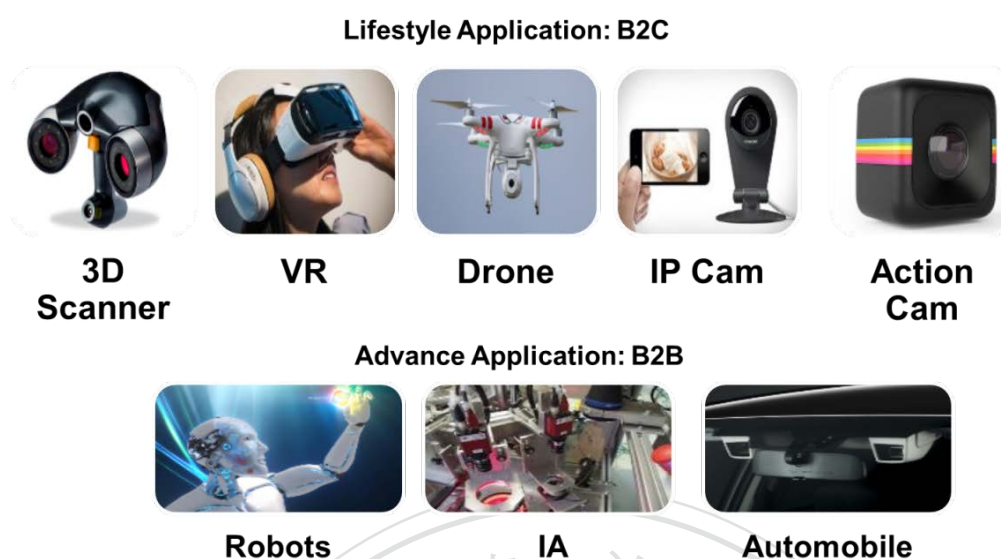 Lifestyle Application: B2C
3D
Scanner
VR
Drone
IP Cam
Action
Cam
Advance Application: B2B
Robots
IA
Automobile